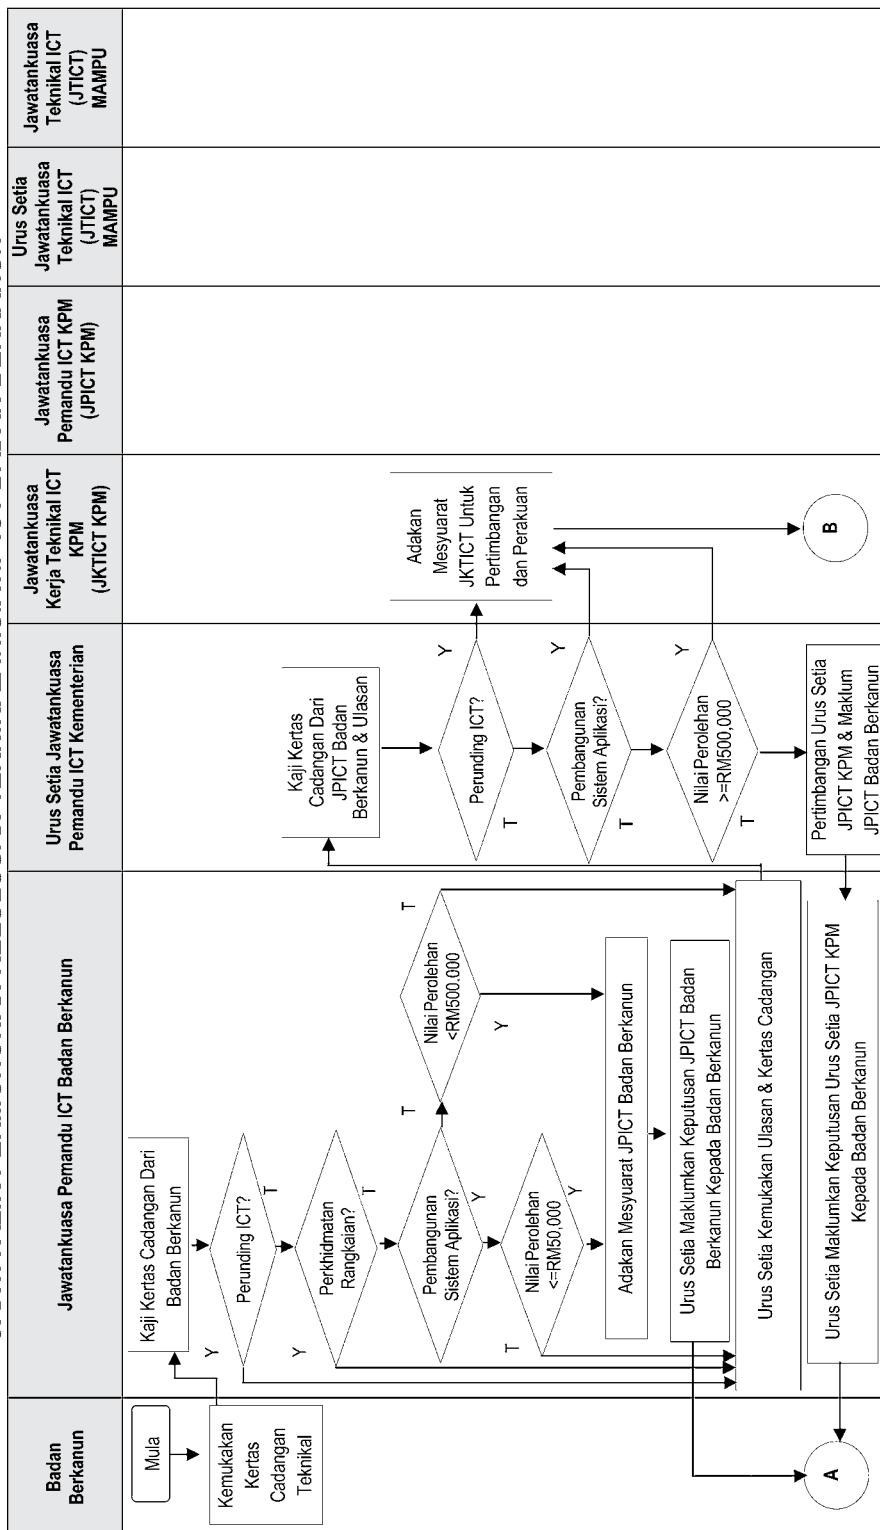 Badan
Berkanun
Jawatankuasa Pemandu ICT Badan Berkanun
Urus Setia Jawatankuasa
Pemandu ICT Kementerian
Jawatankuasa
Kerja Teknikal ICT
KPM
(JKTICT KPM)
Jawatankuasa
Pemandu ICT KPM
(JPICT KPM)
Urus Setia
Jawatankuasa
Teknikal ICT
(JTICT)
MAMPU
Jawatankuasa
Teknikal ICT
(JTICT)
MAMPU
Mula
Kemukakan
Kertas
Cadangan
Teknikal
A
Kaji Kertas Cadangan Dari
Badan Berkanun
Perunding ICT?
Y
T
Perkhidmatan
Rangkaian?
Y
T
Pembangunan
Sistem Aplikasi?
Y
T
Nilai Perolehan
<=RM50,000
T
Y
Nilai Perolehan
<RM500.000
T
Y
Adakan Mesyuarat JPICT Badan Berkanun
Urus Setia Maklumkan Keputusan JPICT Badan
Berkanun Kepada Badan Berkanun
Urus Setia Kemukakan Ulasan & Kertas Cadangan
Urus Setia Maklumkan Keputusan Urus Setia JPICT KPM
Kepada Badan Berkanun
Kaji Kertas
Cadangan Dari
JPICT Badan
Berkanun & Ulasan
Perunding ICT?
Y
T
Pembangunan
Sistem Aplikasi?
Y
T
Nilai Perolehan
>=RM500,000
Y
T
Pertimbangan Urus Setia
JPICT KPM & Maklum
JPICT Badan Berkanun
Adakan
Mesyuarat
JKTICT Untuk
Pertimbangan
dan Perakuan
B